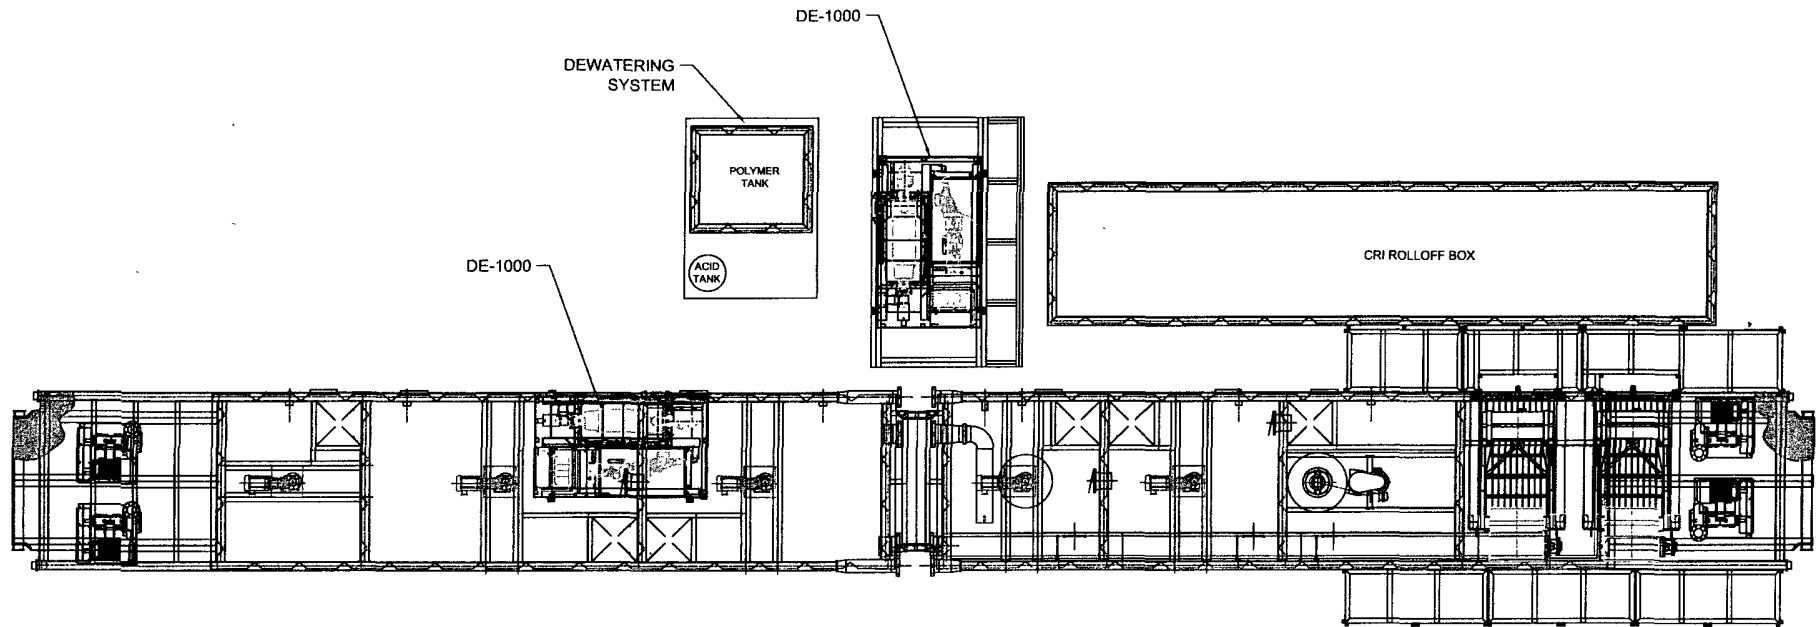 DE-1000
DEWATERING
SYSTEM
POLYMER
TANK
ACID
TANK
CRI ROLLOFF BOX
DE-1000